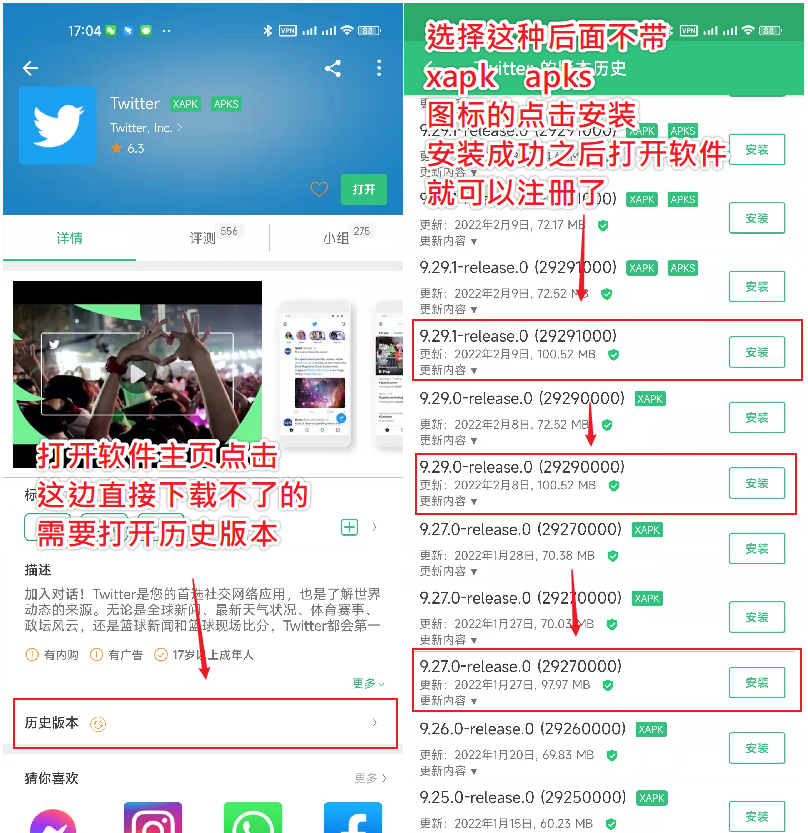 17:04
VPN
88
Twitter XAPK APKS
Twitter, Inc. >
6.3
打开
详情
评测 556
小组 275
打开软件主页点击
这边直接下载不了的
需要打开历史版本
描述
加入对话！Twitter是您的首选社交网络应用，也是了解世界
动态的来源。无论是全球新闻、最新天气状况、体育赛事、
政坛风云，还是篮球新闻和篮球现场比分，Twitter都会第一
有内购 有广告 17岁以上成年人
更多
历史版本
猜你喜欢
更多 >
VPN
88
选择这种后面不带
xapk apks
图标的点击安装
安装成功之后打开软件
就可以注册了
Twitter 的版本历史
9.29.1-release.0 (29291000) XAPK APKS
安装
更新内容 ▼
XAPK APKS
更新：2022年2月9日, 72.17 MB
安装
更新内容 ▼
9.29.1-release.0 (29291000) XAPK APKS
更新：2022年2月9日, 72.52 MB
安装
更新内容 ▼
9.29.1-release.0 (29291000)
更新：2022年2月9日, 100.52 MB
安装
更新内容 ▼
9.29.0-release.0 (29290000) XAPK
更新：2022年2月8日, 72.52 MB
安装
更新内容 ▼
9.29.0-release.0 (29290000)
更新：2022年2月8日, 100.52 MB
安装
更新内容 ▼
9.27.0-release.0 (29270000) XAPK
更新：2022年1月28日, 70.38 MB
安装
更新内容 ▼
9.27.0-release.0 (29270000) XAPK
更新：2022年1月27日, 70.03 MB
安装
更新内容 ▼
9.27.0-release.0 (29270000)
更新：2022年1月27日, 97.97 MB
安装
更新内容 ▼
9.26.0-release.0 (29260000) XAPK
更新：2022年1月20日, 69.83 MB
安装
更新内容 ▼
9.25.0-release.0 (29250000) XAPK
更新：2022年1月15日, 60.23 MB
安装